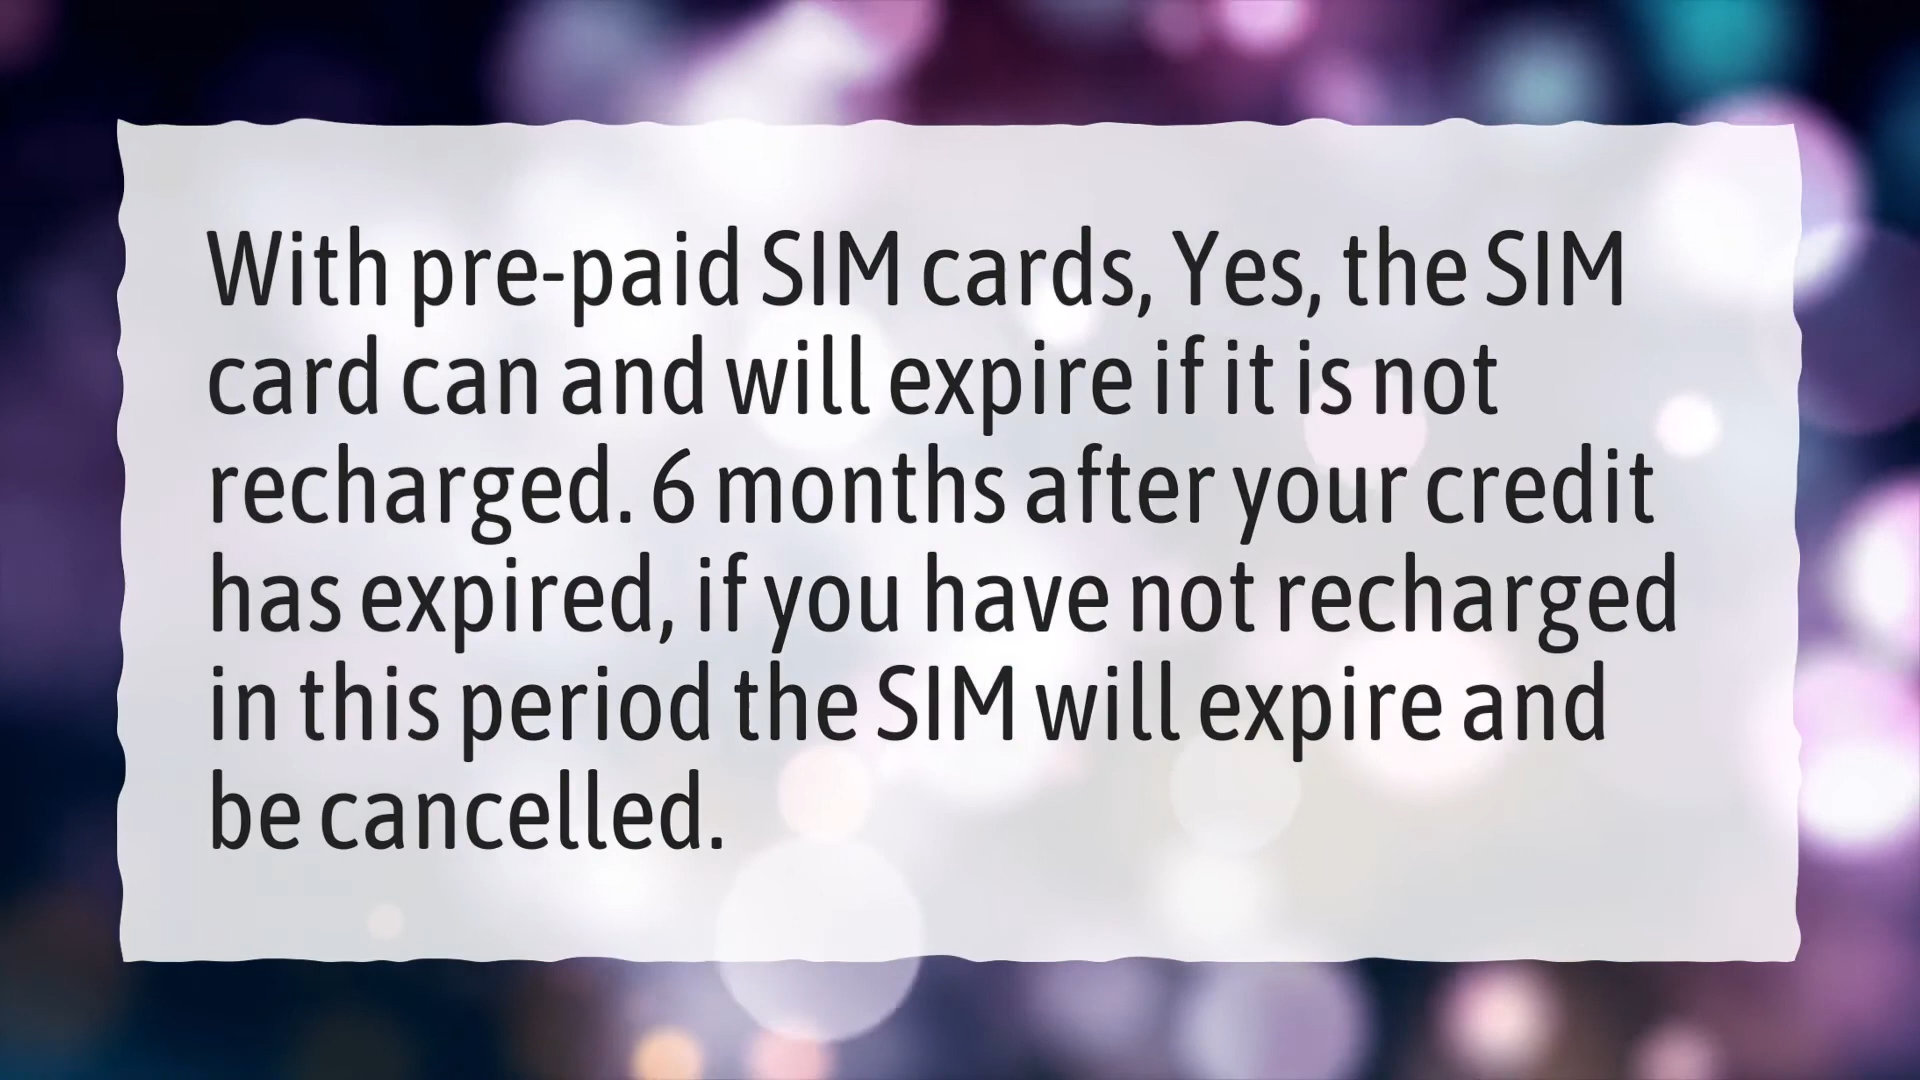 With pre-paid SIM cards, Yes, the SIM
card can and will expire if it is not
recharged. 6 months after your credit
has expired, if you have not recharged
in this period the SIM will expire and
be cancelled.